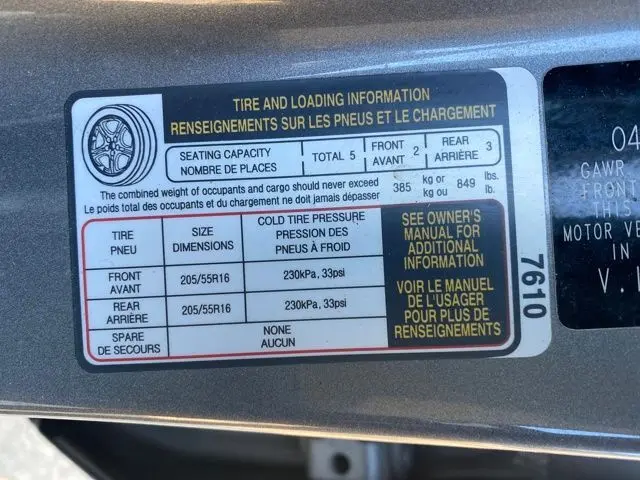 TIRE AND LOADING INFORMATION
RENSEIGNEMENTS SUR LES PNEUS ET LE CHARGEMENT
SEATING CAPACITY
NOMBRE DE PLACES
TOTAL 5
FRONT
AVANT 2
REAR
ARRIÈRE 3
The combined weight of occupants and cargo should never exceed
Le poids total des occupants et du chargement ne doit jamais dépasser
385 kg or
kg ou
849 lbs.
lb.
TIRE
PNEU
SIZE
DIMENSIONS
COLD TIRE PRESSURE
PRESSION DES
PNEUS À FROID
FRONT
AVANT
205/55R16
230kPa, 33psi
REAR
ARRIÈRE
205/55R16
230kPa, 33psi
SPARE
DE SECOURS
NONE
AUCUN
SEE OWNER'S
MANUAL FOR
ADDITIONAL
INFORMATION
VOIR LE MANUEL
DE L'USAGER
POUR PLUS DE
RENSEIGNEMENTS
7610
04
GAWR
FRONT
THIS
MOTOR VE
IN
V.